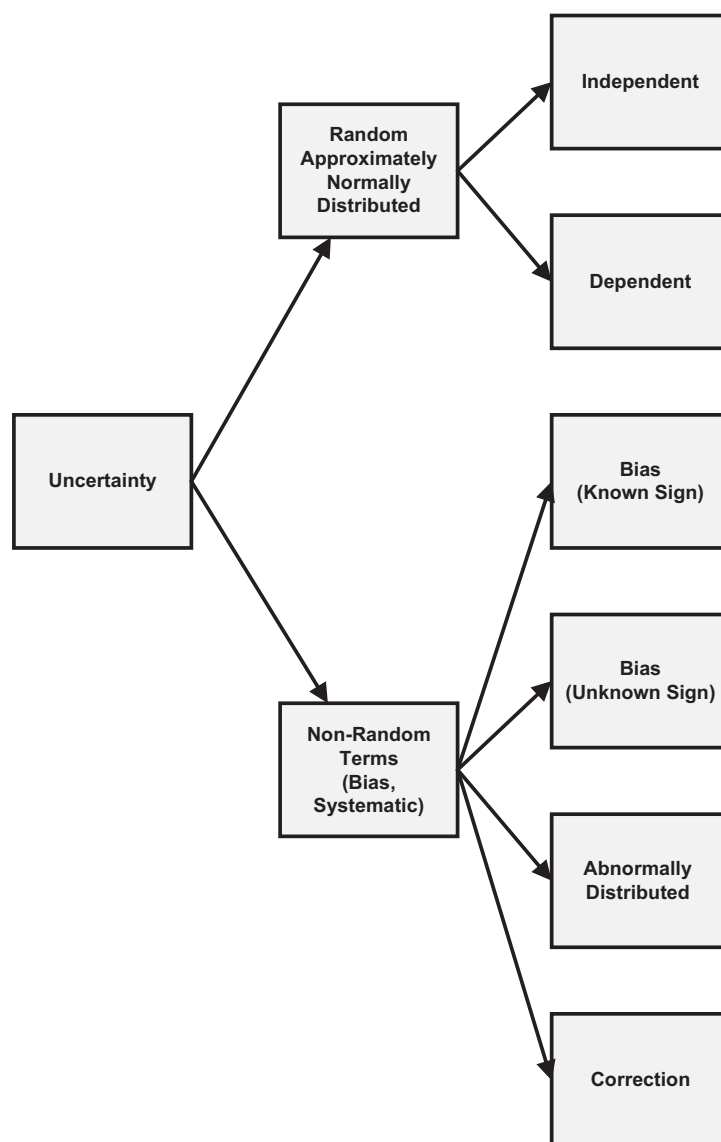 Independent
Random
Approximately
Normally
Distributed
Dependent
Uncertainty
Bias
(Known Sign)
Bias
(Unknown Sign)
Non-Random
Terms
(Bias,
Systematic)
Abnormally
Distributed
Correction